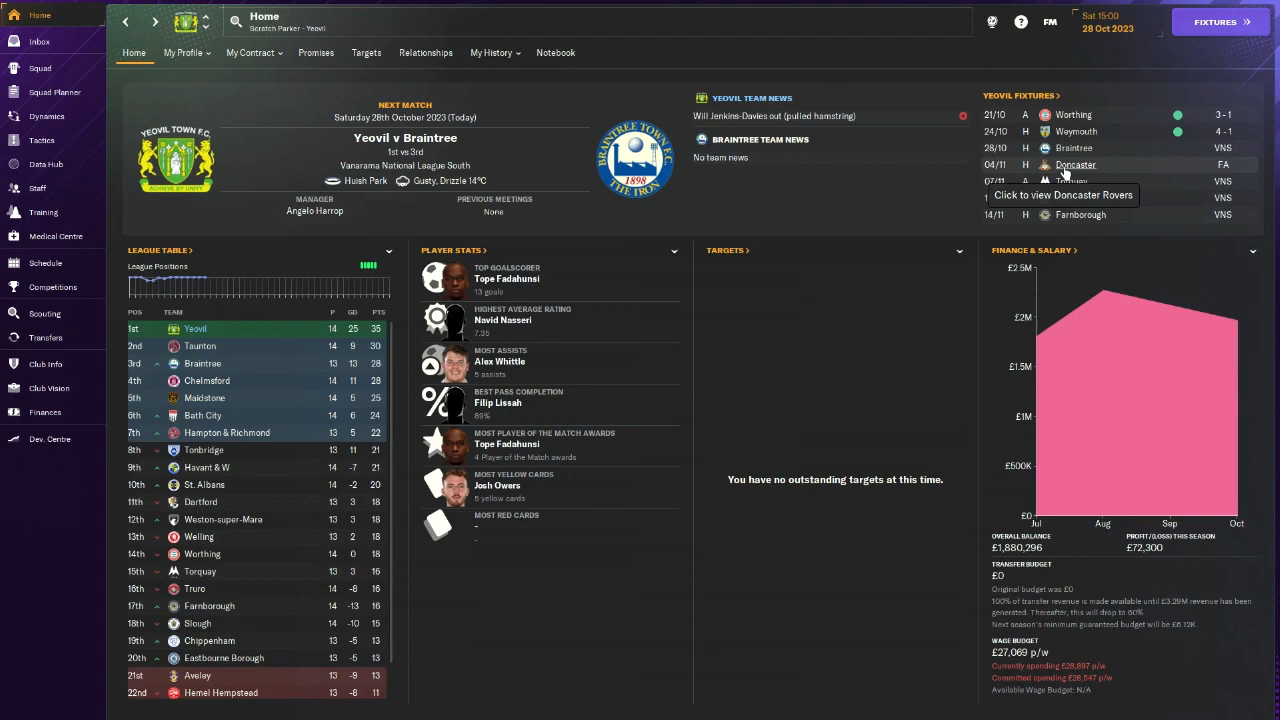 Home
Inbox
Squad
Squad Planner
Dynamics
Tactics
Data Hub
Staff
Training
Medical Centre
Schedule
Competitions
Scouting
Transfers
Club Info
Club Vision
Finances
Dev. Centre
Home
Scratch Parker - Yeovil
FM
Sat 15:00
28 Oct 2023
FIXTURES
Home My Profile My Contract Promises Targets Relationships My History Notebook
YEOVIL TOWN F.C.
ACHIEVE BY UNITY
NEXT MATCH
Saturday 28th October 2023 (Today)
Yeovil v Braintree
1st vs 3rd
Vanarama National League South
Huish Park Gusty, Drizzle 14°C
MANAGER PREVIOUS MEETINGS
Angelo Harrop None
BRAINTREE TOWN F.C.
1898
THE IRON
YEOVIL TEAM NEWS
Will Jenkins-Davies out (pulled hamstring)
BRAINTREE TEAM NEWS
No team news
YEOVIL FIXTURES
21/10 A Worthing 3 - 1
24/10 H Weymouth 4 - 1
28/10 H Braintree VNS
04/11 H Doncaster FA
07/11 A Torquay VNS
Click to view Doncaster Rovers VNS
14/11 H Farnborough VNS
LEAGUE TABLE
League Positions
POS TEAM P GD PTS
1st Yeovil 14 25 35
2nd Taunton 14 9 30
3rd Braintree 13 13 28
4th Chelmsford 14 11 28
5th Maidstone 14 5 25
6th Bath City 14 6 24
7th Hampton & Richmond 13 5 22
8th Tonbridge 13 11 21
9th Havant & W 14 -7 21
10th St. Albans 14 -2 20
11th Dartford 13 3 18
12th Weston-super-Mare 13 3 18
13th Welling 13 2 18
14th Worthing 14 0 18
15th Torquay 13 3 16
16th Truro 14 -8 16
17th Farnborough 14 -13 16
18th Slough 14 -10 15
19th Chippenham 13 -5 13
20th Eastbourne Borough 13 -5 13
21st Aveley 13 -9 13
22nd Hemel Hempstead 13 -8 11
PLAYER STATS
TOP GOALSCORER
Tope Fadahunsi
13 goals
HIGHEST AVERAGE RATING
Navid Nasseri
7.35
MOST ASSISTS
Alex Whittle
5 assists
BEST PASS COMPLETION
Filip Lissah
89%
MOST PLAYER OF THE MATCH AWARDS
Tope Fadahunsi
4 Player of the Match awards
MOST YELLOW CARDS
Josh Owers
5 yellow cards
MOST RED CARDS
-
-
TARGETS
You have no outstanding targets at this time.
FINANCE & SALARY
£2.5M
£2M
£1.5M
£1M
£500K
£0
Jul Aug Sep Oct
OVERALL BALANCE PROFIT/(LOSS) THIS SEASON
£1,880,296 £72,300
TRANSFER BUDGET
£0
Original budget was £0
100% of transfer revenue is made available until £3.29M revenue has been
generated. Thereafter, this will drop to 60%.
Next season's minimum guaranteed budget will be £6.12K.
WAGE BUDGET
£27,069 p/w
Currently spending £28,897 p/w
Committed spending £28,547 p/w
Available Wage Budget: N/A